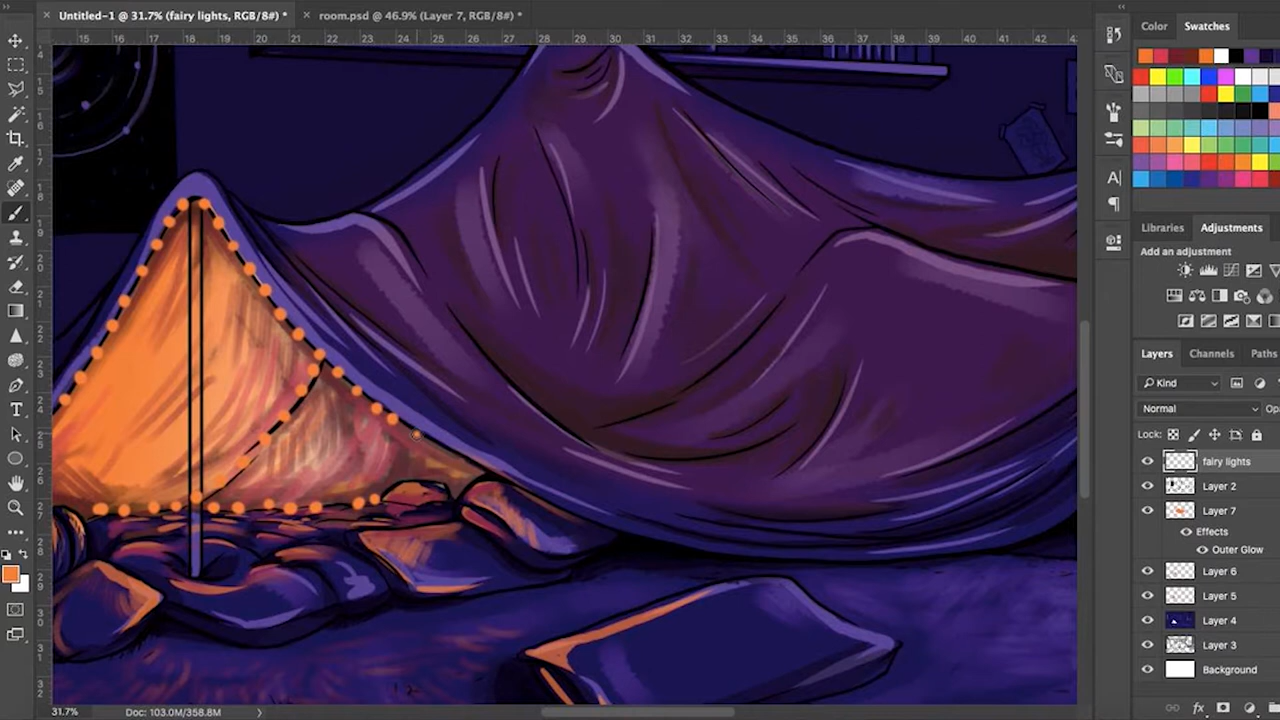 Untitled-1 @ 31.7% (fairy lights, RGB/8#) *
room.psd @ 46.9% (Layer 7, RGB/8#) *
15 16 17 18 19 20 21 22 23 24 25 26 27 28 29 30 31 32 33 34 35 36 37 38 39 40 41 42
Color
Swatches
Libraries
Adjustments
Add an adjustment
Layers
Channels
Paths
Kind
Normal
Lock:
fairy lights
Layer 2
Layer 7
Effects
Outer Glow
Layer 6
Layer 5
Layer 4
Layer 3
Background
31.7%
Doc: 103.0M/358.8M